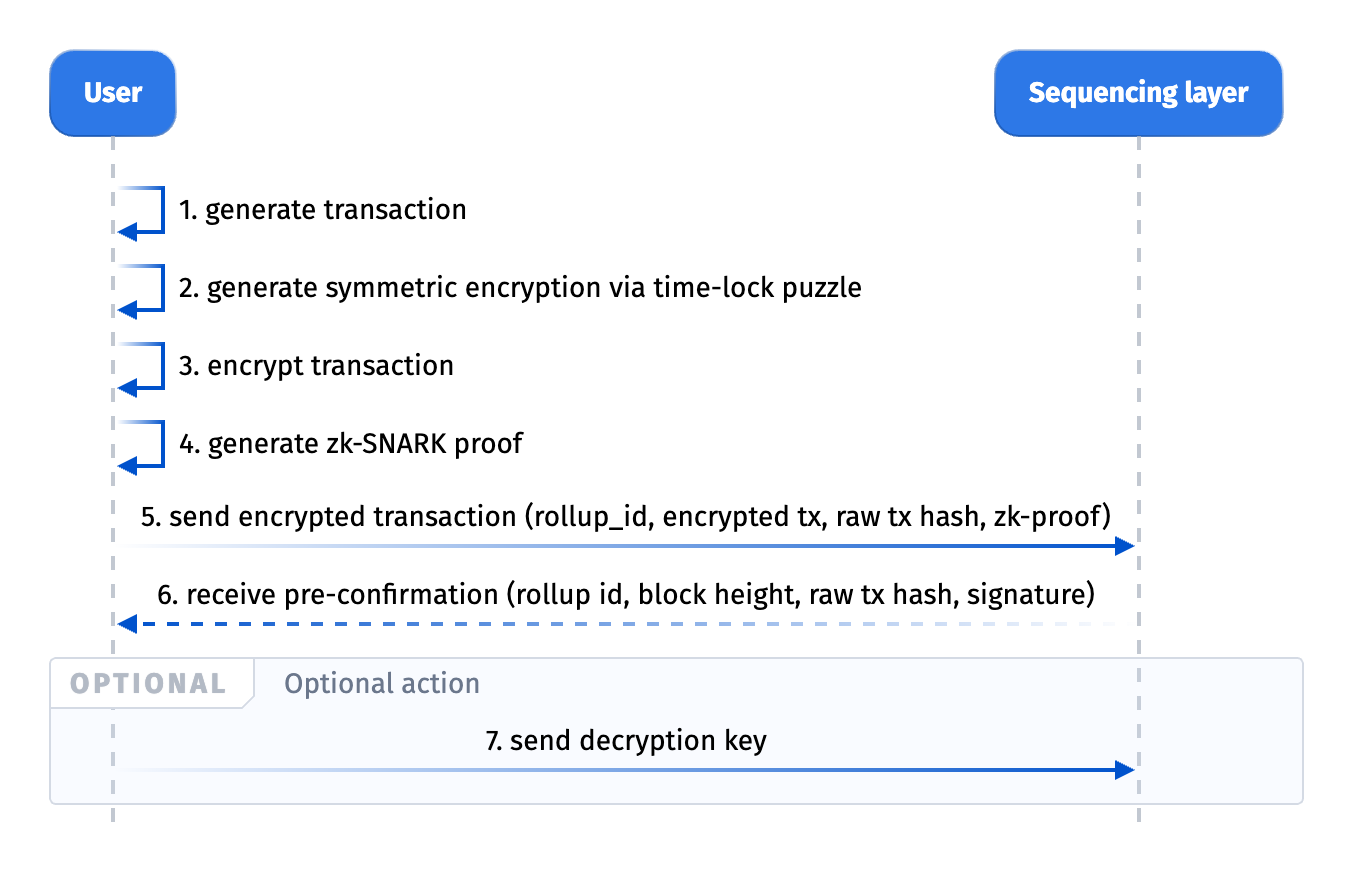 User
Sequencing layer
1. generate transaction
2. generate symmetric encryption via time-lock puzzle
3. encrypt transaction
4. generate zk-SNARK proof
5. send encrypted transaction (rollup_id, encrypted tx, raw tx hash, zk-proof)
6. receive pre-confirmation (rollup id, block height, raw tx hash, signature)
OPTIONAL
Optional action
7. send decryption key